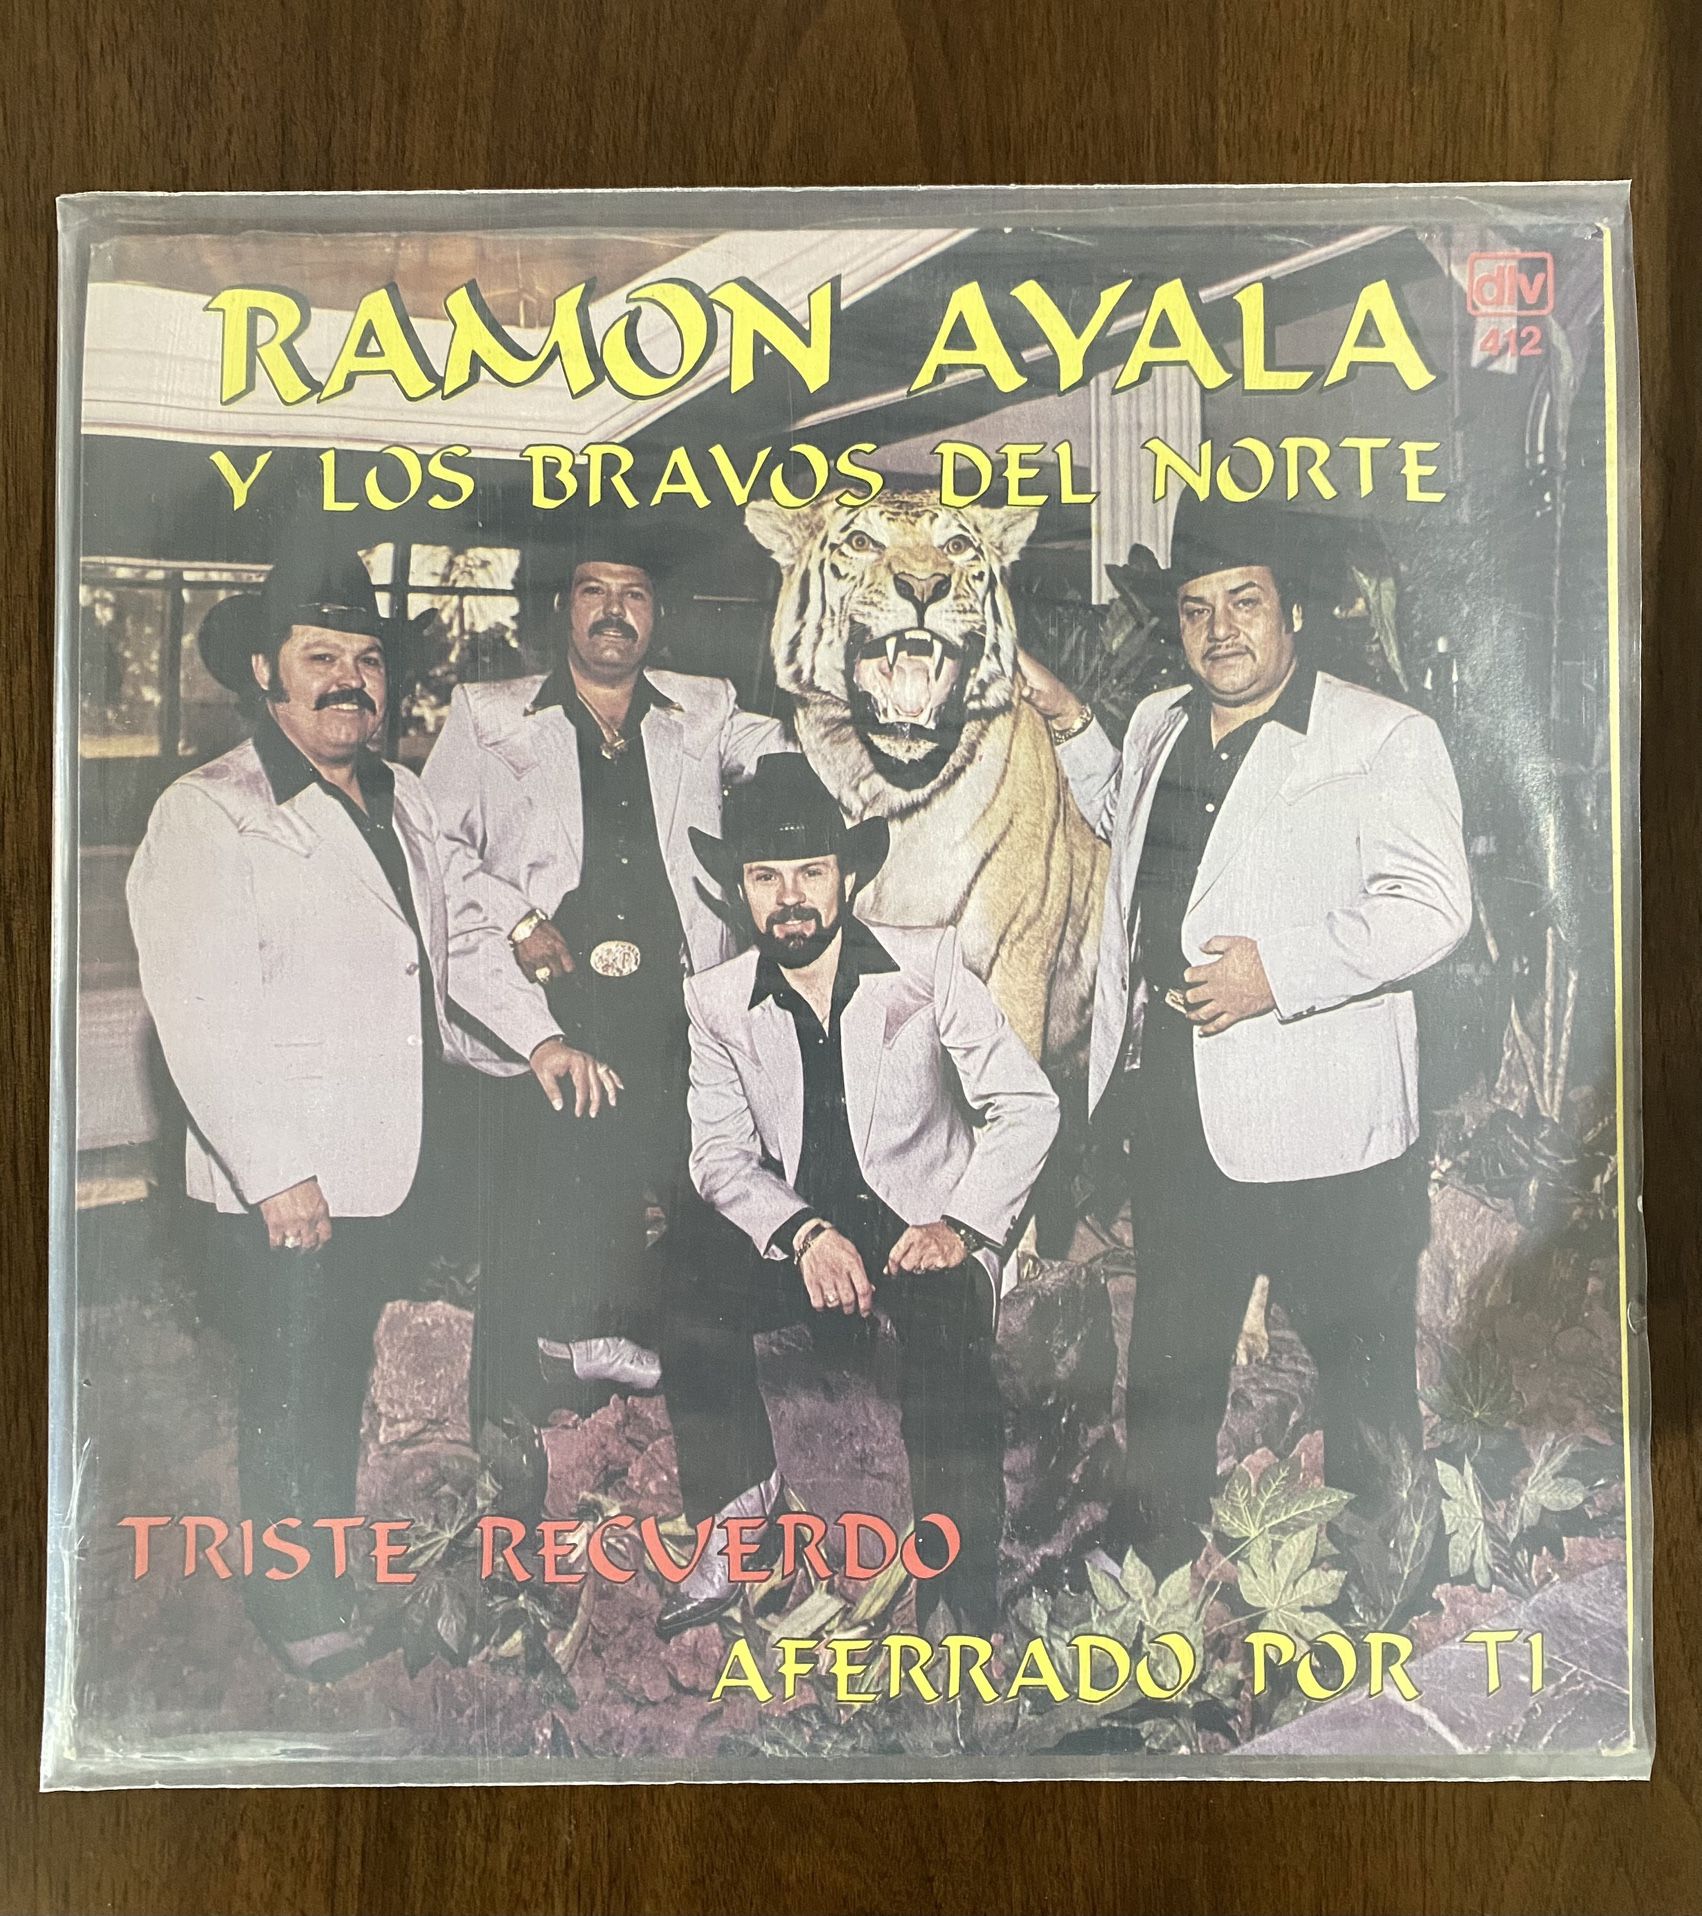 RAMON AYALA
dlv
412
Y LOS BRAVOS DEL NORTE
TRISTE RECUERDO
AFERRADO POR TI